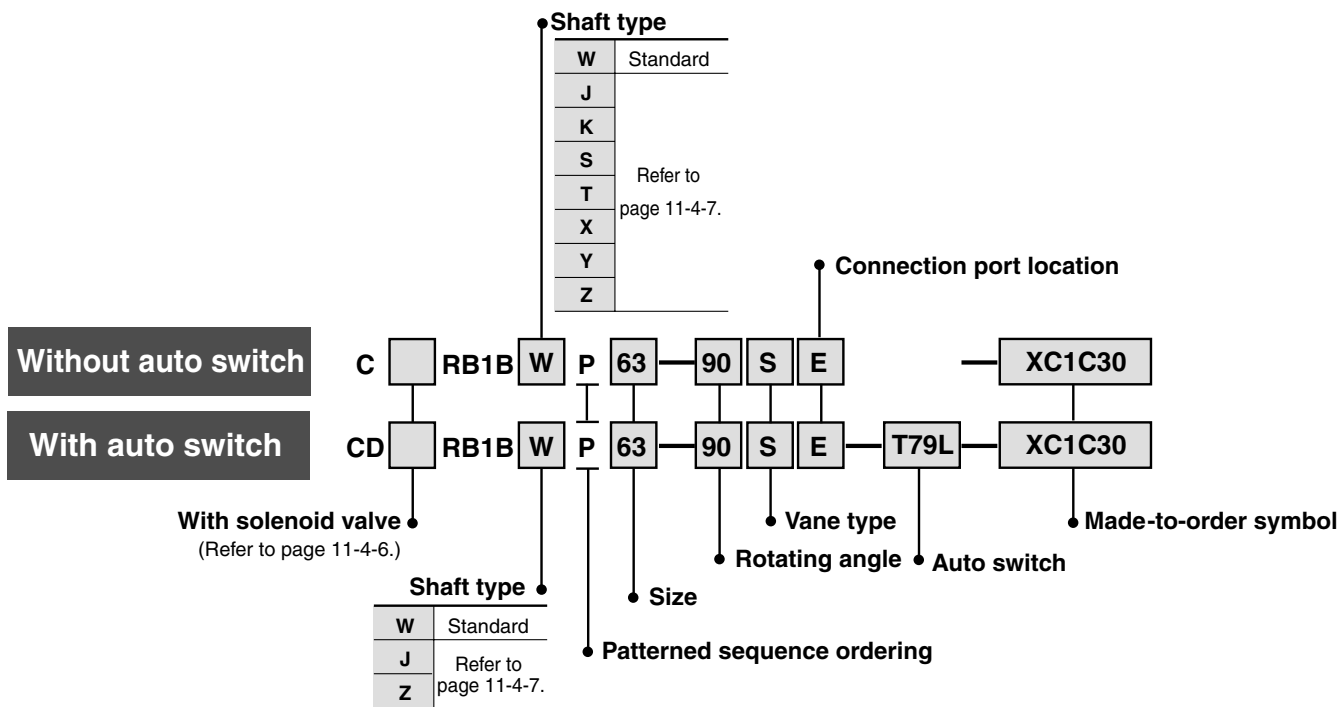 Shaft type
W Standard
J
K
S
T
X
Y
Z
Refer to
page 11-4-7.
Connection port location
Without auto switch C RB1B W P 63 — 90 S E — XC1C30
With auto switch CD RB1B W P 63 — 90 S E — T79L — XC1C30
With solenoid valve
(Refer to page 11-4-6.)
Vane type
Made-to-order symbol
Rotating angle
Auto switch
Shaft type
Size
W Standard
J
Z
Refer to
page 11-4-7.
Patterned sequence ordering